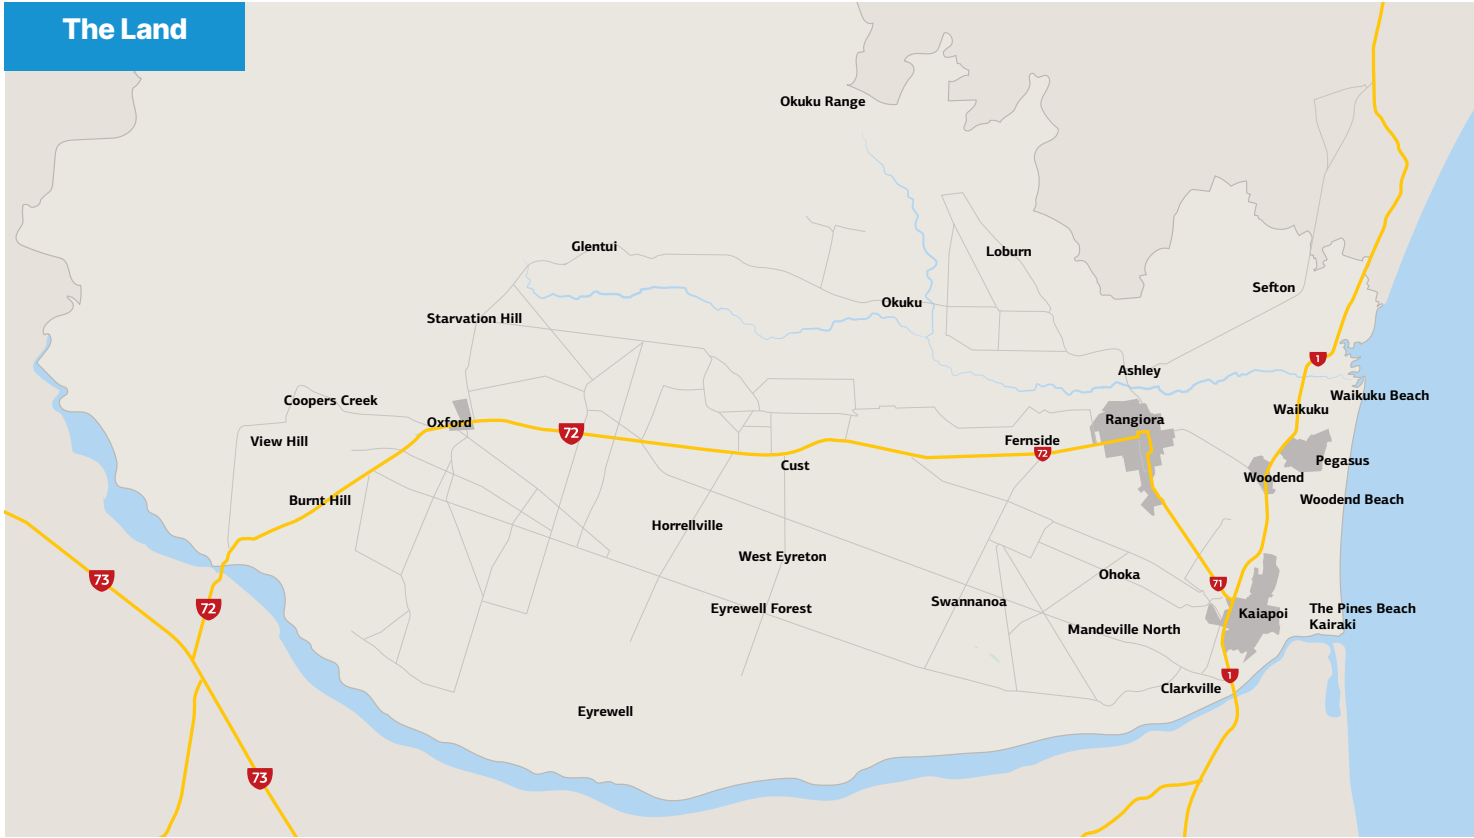 The Land
Okuku Range
Glentui
Loburn
Sefton
Okuku
Starvation Hill
1
Ashley
Waikuku Beach
Coopers Creek
Waikuku
Oxford
Rangiora
72
View Hill
Fernside
72
Cust
Pegasus
Woodend
Burnt Hill
Woodend Beach
Horrellville
West Eyreton
73
Ohoka
71
72
Eyrewell Forest
Swannanoa
Kaiapoi
The Pines Beach
Kairaki
Mandeville North
1
Clarkville
Eyrewell
73